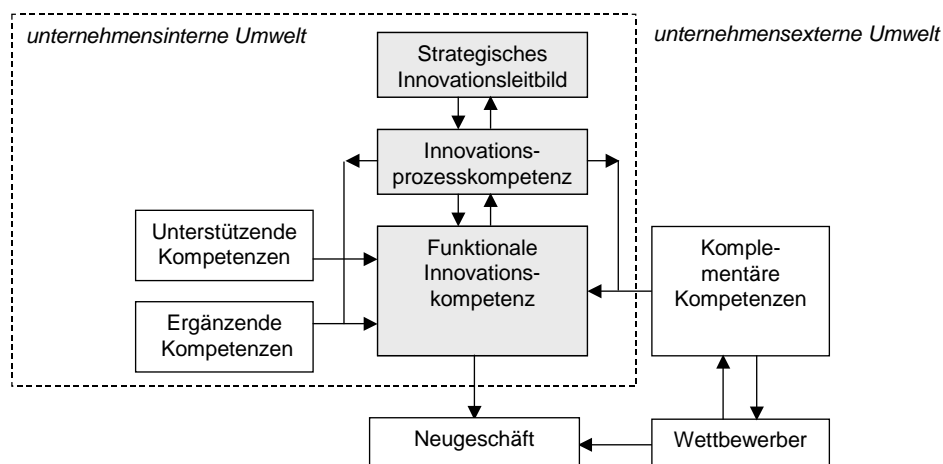 unternehmensinterne Umwelt
unternehmensexterne Umwelt
Strategisches
Innovationsleitbild
Innovations-
prozesskompetenz
Unterstützende
Kompetenzen
Funktionale
Innovations-
kompetenz
Komple-
mentäre
Kompetenzen
Ergänzende
Kompetenzen
Neugeschäft
Wettbewerber